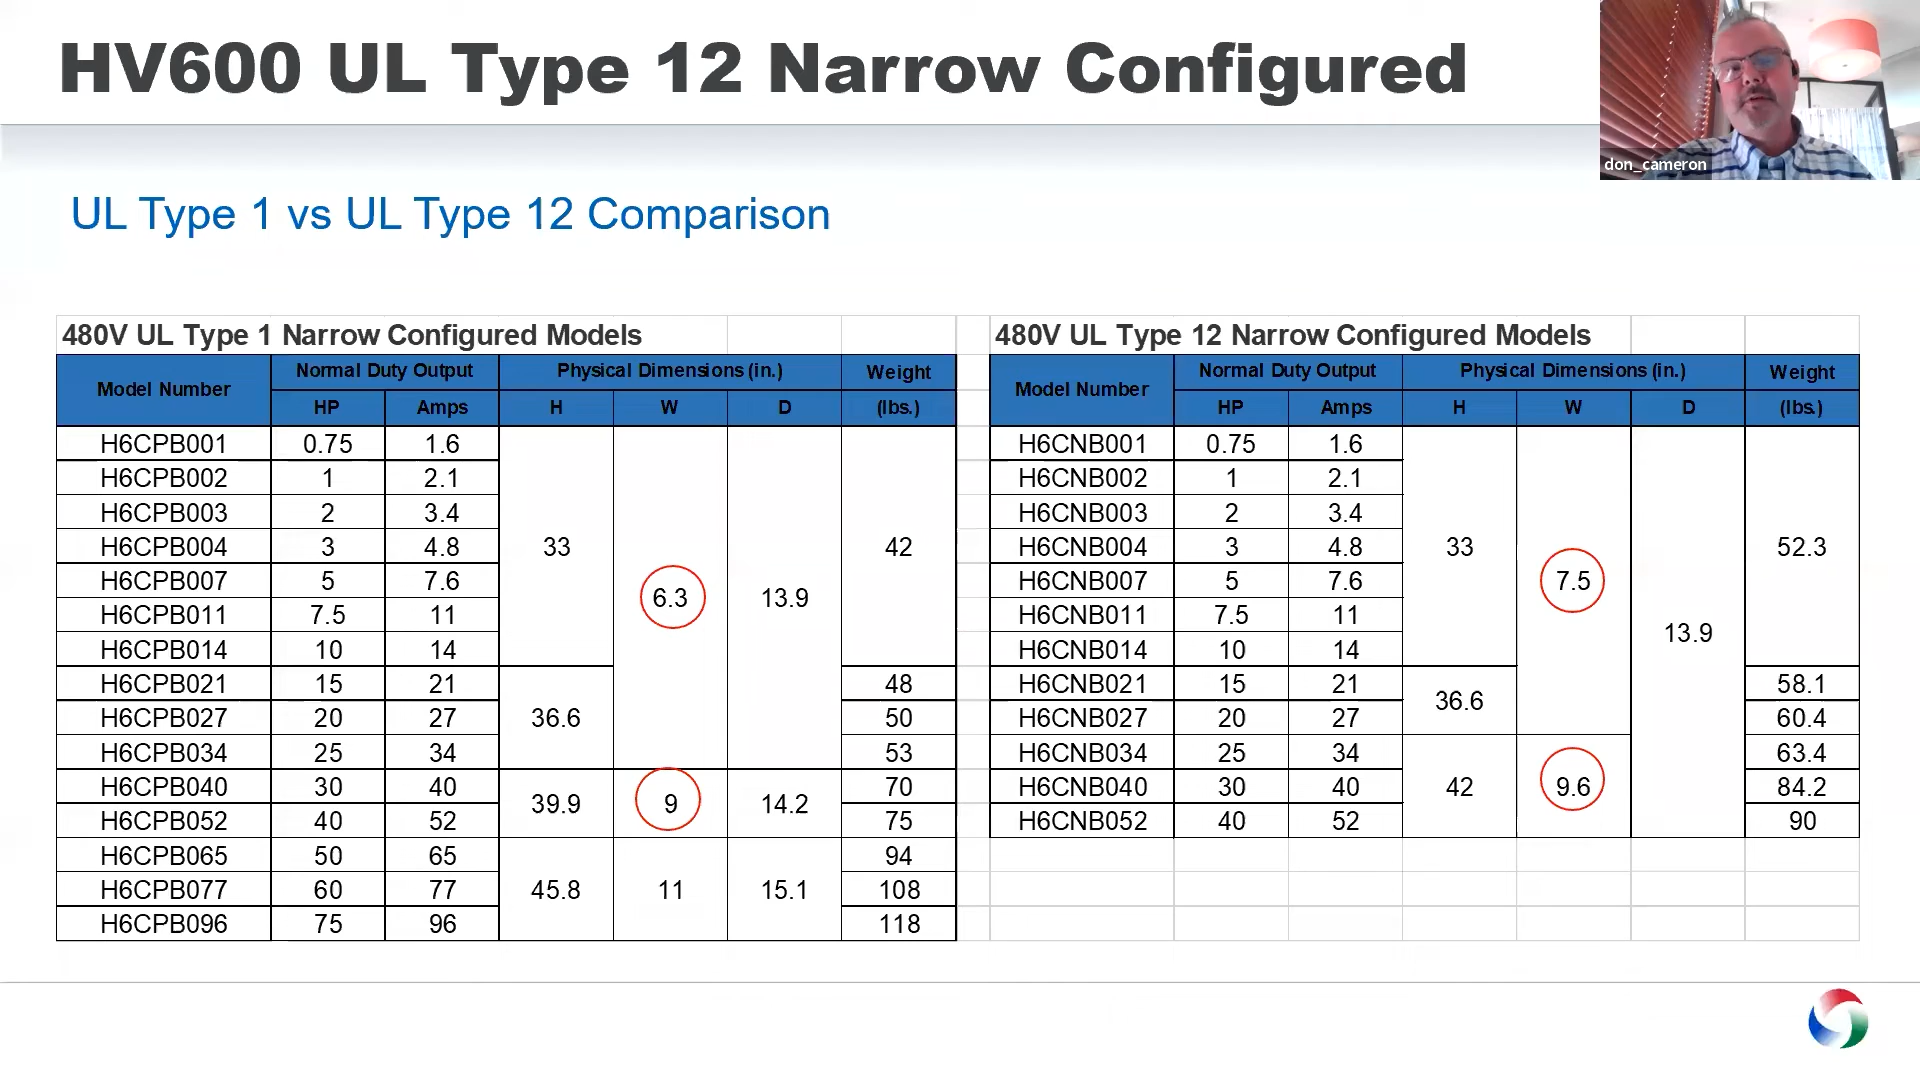 HV600 UL Type 12 Narrow Configured
don_cameron
UL Type 1 vs UL Type 12 Comparison
480V UL Type 1 Narrow Configured Models
Model Number Normal Duty Output Physical Dimensions (in.) Weight
HP Amps H W D (lbs.)
H6CPB001 0.75 1.6
H6CPB002 1 2.1
H6CPB003 2 3.4
H6CPB004 3 4.8 33 42
H6CPB007 5 7.6 6.3 13.9
H6CPB011 7.5 11
H6CPB014 10 14
H6CPB021 15 21 48
H6CPB027 20 27 36.6 50
H6CPB034 25 34 53
H6CPB040 30 40 39.9 9 14.2 70
H6CPB052 40 52 75
H6CPB065 50 65 94
H6CPB077 60 77 45.8 11 15.1 108
H6CPB096 75 96 118
480V UL Type 12 Narrow Configured Models
Model Number Normal Duty Output Physical Dimensions (in.) Weight
HP Amps H W D (lbs.)
H6CNB001 0.75 1.6
H6CNB002 1 2.1
H6CNB003 2 3.4
H6CNB004 3 4.8 33 52.3
H6CNB007 5 7.6 7.5
H6CNB011 7.5 11 13.9
H6CNB014 10 14
H6CNB021 15 21 36.6 58.1
H6CNB027 20 27 60.4
H6CNB034 25 34 63.4
H6CNB040 30 40 42 9.6 84.2
H6CNB052 40 52 90